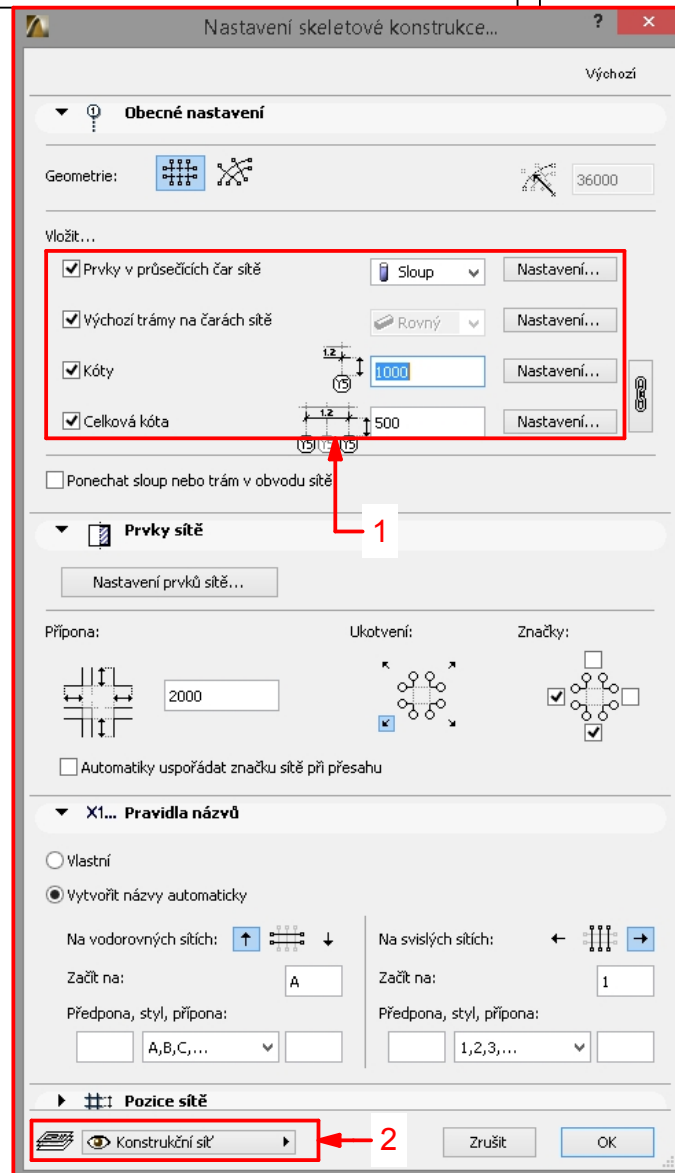 Nastavení skeletové konstrukce... ? ×
Výchozí
1 Obecné nastavení
Geometrie: 36000
Vložit...
Prvky v průsečících čar sítě Sloup Nastavení...
Výchozí trámy na čarách sítě Rovný Nastavení...
Kóty 1.2 Y5 1000 Nastavení...
Celková kóta 1.2 Y5 Y5 Y5 500 Nastavení...
Ponechat sloup nebo trám v obvodu sítě
1
Prvky sítě
Nastavení prvků sítě...
Přípona: Ukotvení: Značky:
2000
Automatiky uspořádat značku sítě při přesahu
X1... Pravidla názvů
Vlastní
Vytvořit názvy automaticky
Na vodorovných sítích: Na svislých sítích:
Začít na: A Začít na: 1
Předpona, styl, přípona: Předpona, styl, přípona:
A,B,C,... 1,2,3,...
Pozice sítě
Konstrukční síť 2 Zrušit OK